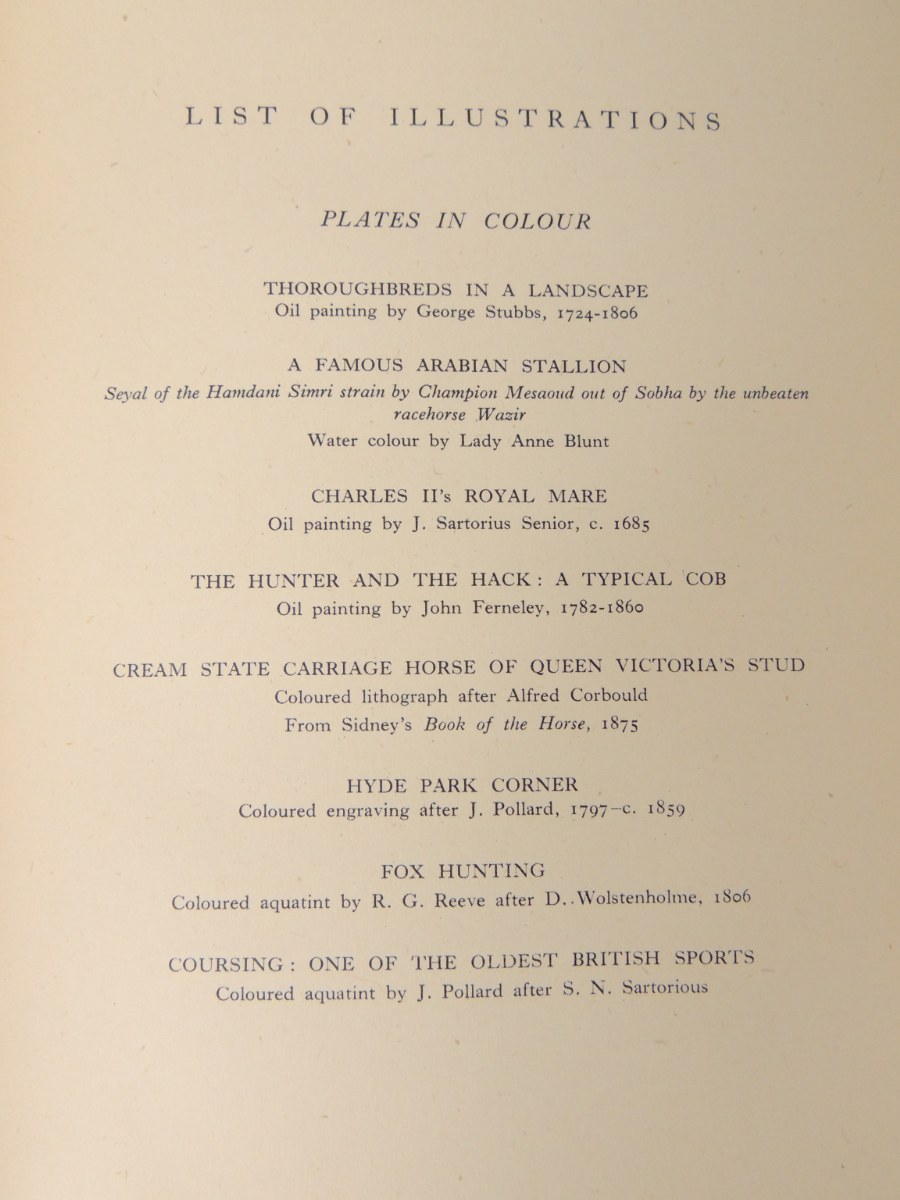 LIST OF ILLUSTRATIONS
PLATES IN COLOUR
THOROUGHBREDS IN A LANDSCAPE
Oil painting by George Stubbs, 1724-1806
A FAMOUS ARABIAN STALLION
Seyal of the Hamdani Simri strain by Champion Mesaoud out of Sobha by the unbeaten
racehorse Wazir
Water colour by Lady Anne Blunt
CHARLES II's ROYAL MARE
Oil painting by J. Sartorius Senior, c. 1685
THE HUNTER AND THE HACK: A TYPICAL COB
Oil painting by John Ferneley, 1782-1860
CREAM STATE CARRIAGE HORSE OF QUEEN VICTORIA'S STUD
Coloured lithograph after Alfred Corbould
From Sidney's Book of the Horse, 1875
HYDE PARK CORNER
Coloured engraving after J. Pollard, 1797–c. 1859
FOX HUNTING
Coloured aquatint by R. G. Reeve after D. Wolstenholme, 1806
COURSING: ONE OF THE OLDEST BRITISH SPORTS
Coloured aquatint by J. Pollard after S. N. Sartorious